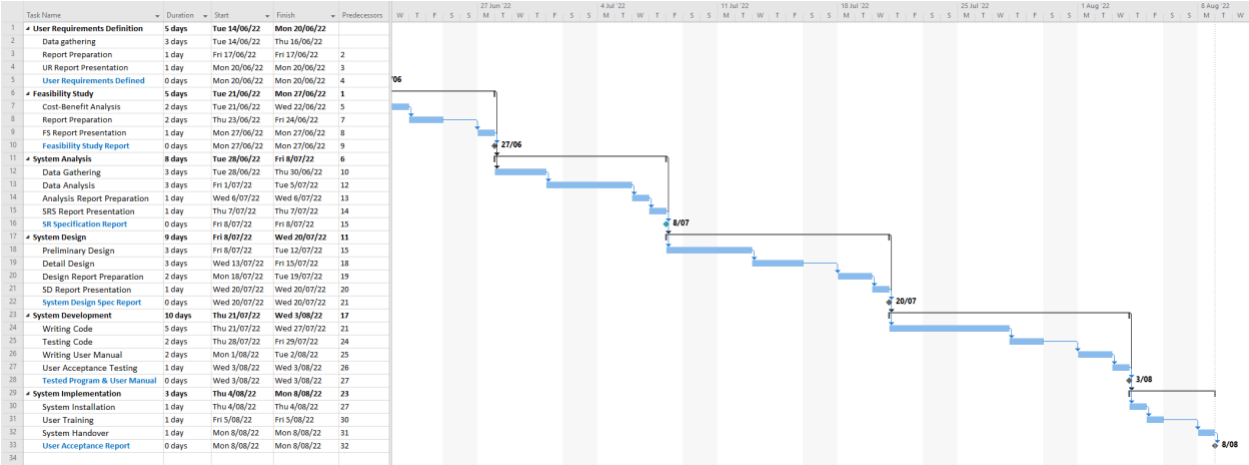 27 Jun '22 4 Jul '22 11 Jul '22 18 Jul '22 25 Jul '22 1 Aug '22 8 Aug '22
Task Name Duration Start Finish Predecessors W T F S S M T W T F S S M T W T F S S M T W T F S S M T W T F S S M T W T F S S M T W T F S S M T W
1 User Requirements Definition 5 days Tue 14/06/22 Mon 20/06/22
2 Data gathering 3 days Tue 14/06/22 Thu 16/06/22
3 Report Preparation 1 day Fri 17/06/22 Fri 17/06/22 2
4 UR Report Presentation 1 day Mon 20/06/22 Mon 20/06/22 3
5 User Requirements Defined 0 days Mon 20/06/22 Mon 20/06/22 4 /06
6 Feasibility Study 5 days Tue 21/06/22 Mon 27/06/22 1
7 Cost-Benefit Analysis 2 days Tue 21/06/22 Wed 22/06/22 5
8 Report Preparation 2 days Thu 23/06/22 Fri 24/06/22 7
9 FS Report Presentation 1 day Mon 27/06/22 Mon 27/06/22 8
10 Feasibility Study Report 0 days Mon 27/06/22 Mon 27/06/22 9 27/06
11 System Analysis 8 days Tue 28/06/22 Fri 8/07/22 6
12 Data Gathering 3 days Tue 28/06/22 Thu 30/06/22 10
13 Data Analysis 3 days Fri 1/07/22 Tue 5/07/22 12
14 Analysis Report Preparation 1 day Wed 6/07/22 Wed 6/07/22 13
15 SRS Report Presentation 1 day Thu 7/07/22 Thu 7/07/22 14
16 SR Specification Report 0 days Fri 8/07/22 Fri 8/07/22 15 8/07
17 System Design 9 days Fri 8/07/22 Wed 20/07/22 11
18 Preliminary Design 3 days Fri 8/07/22 Tue 12/07/22 15
19 Detail Design 3 days Wed 13/07/22 Fri 15/07/22 18
20 Design Report Preparation 2 days Mon 18/07/22 Tue 19/07/22 19
21 SD Report Presentation 1 day Wed 20/07/22 Wed 20/07/22 20
22 System Design Spec Report 0 days Wed 20/07/22 Wed 20/07/22 21 20/07
23 System Development 10 days Thu 21/07/22 Wed 3/08/22 17
24 Writing Code 5 days Thu 21/07/22 Wed 27/07/22 21
25 Testing Code 2 days Thu 28/07/22 Fri 29/07/22 24
26 Writing User Manual 2 days Mon 1/08/22 Tue 2/08/22 25
27 User Acceptance Testing 1 day Wed 3/08/22 Wed 3/08/22 26
28 Tested Program & User Manual 0 days Wed 3/08/22 Wed 3/08/22 27 3/08
29 System Implementation 3 days Thu 4/08/22 Mon 8/08/22 23
30 System Installation 1 day Thu 4/08/22 Thu 4/08/22 27
31 User Training 1 day Fri 5/08/22 Fri 5/08/22 30
32 System Handover 1 day Mon 8/08/22 Mon 8/08/22 31
33 User Acceptance Report 0 days Mon 8/08/22 Mon 8/08/22 32 8/08
34